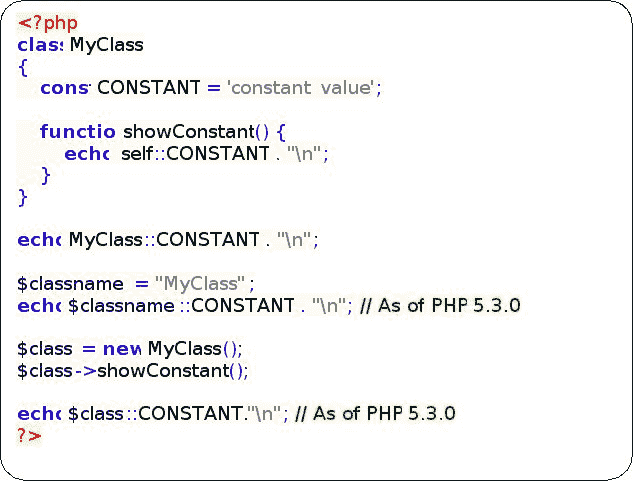 <?php
class MyClass
{
    const CONSTANT = 'constant value';

    function showConstant() {
        echo self::CONSTANT . "\n";
    }
}

echo MyClass::CONSTANT . "\n";

$classname = "MyClass";
echo $classname::CONSTANT . "\n"; // As of PHP 5.3.0

$class = new MyClass();
$class->showConstant();

echo $class::CONSTANT."\n"; // As of PHP 5.3.0
?>